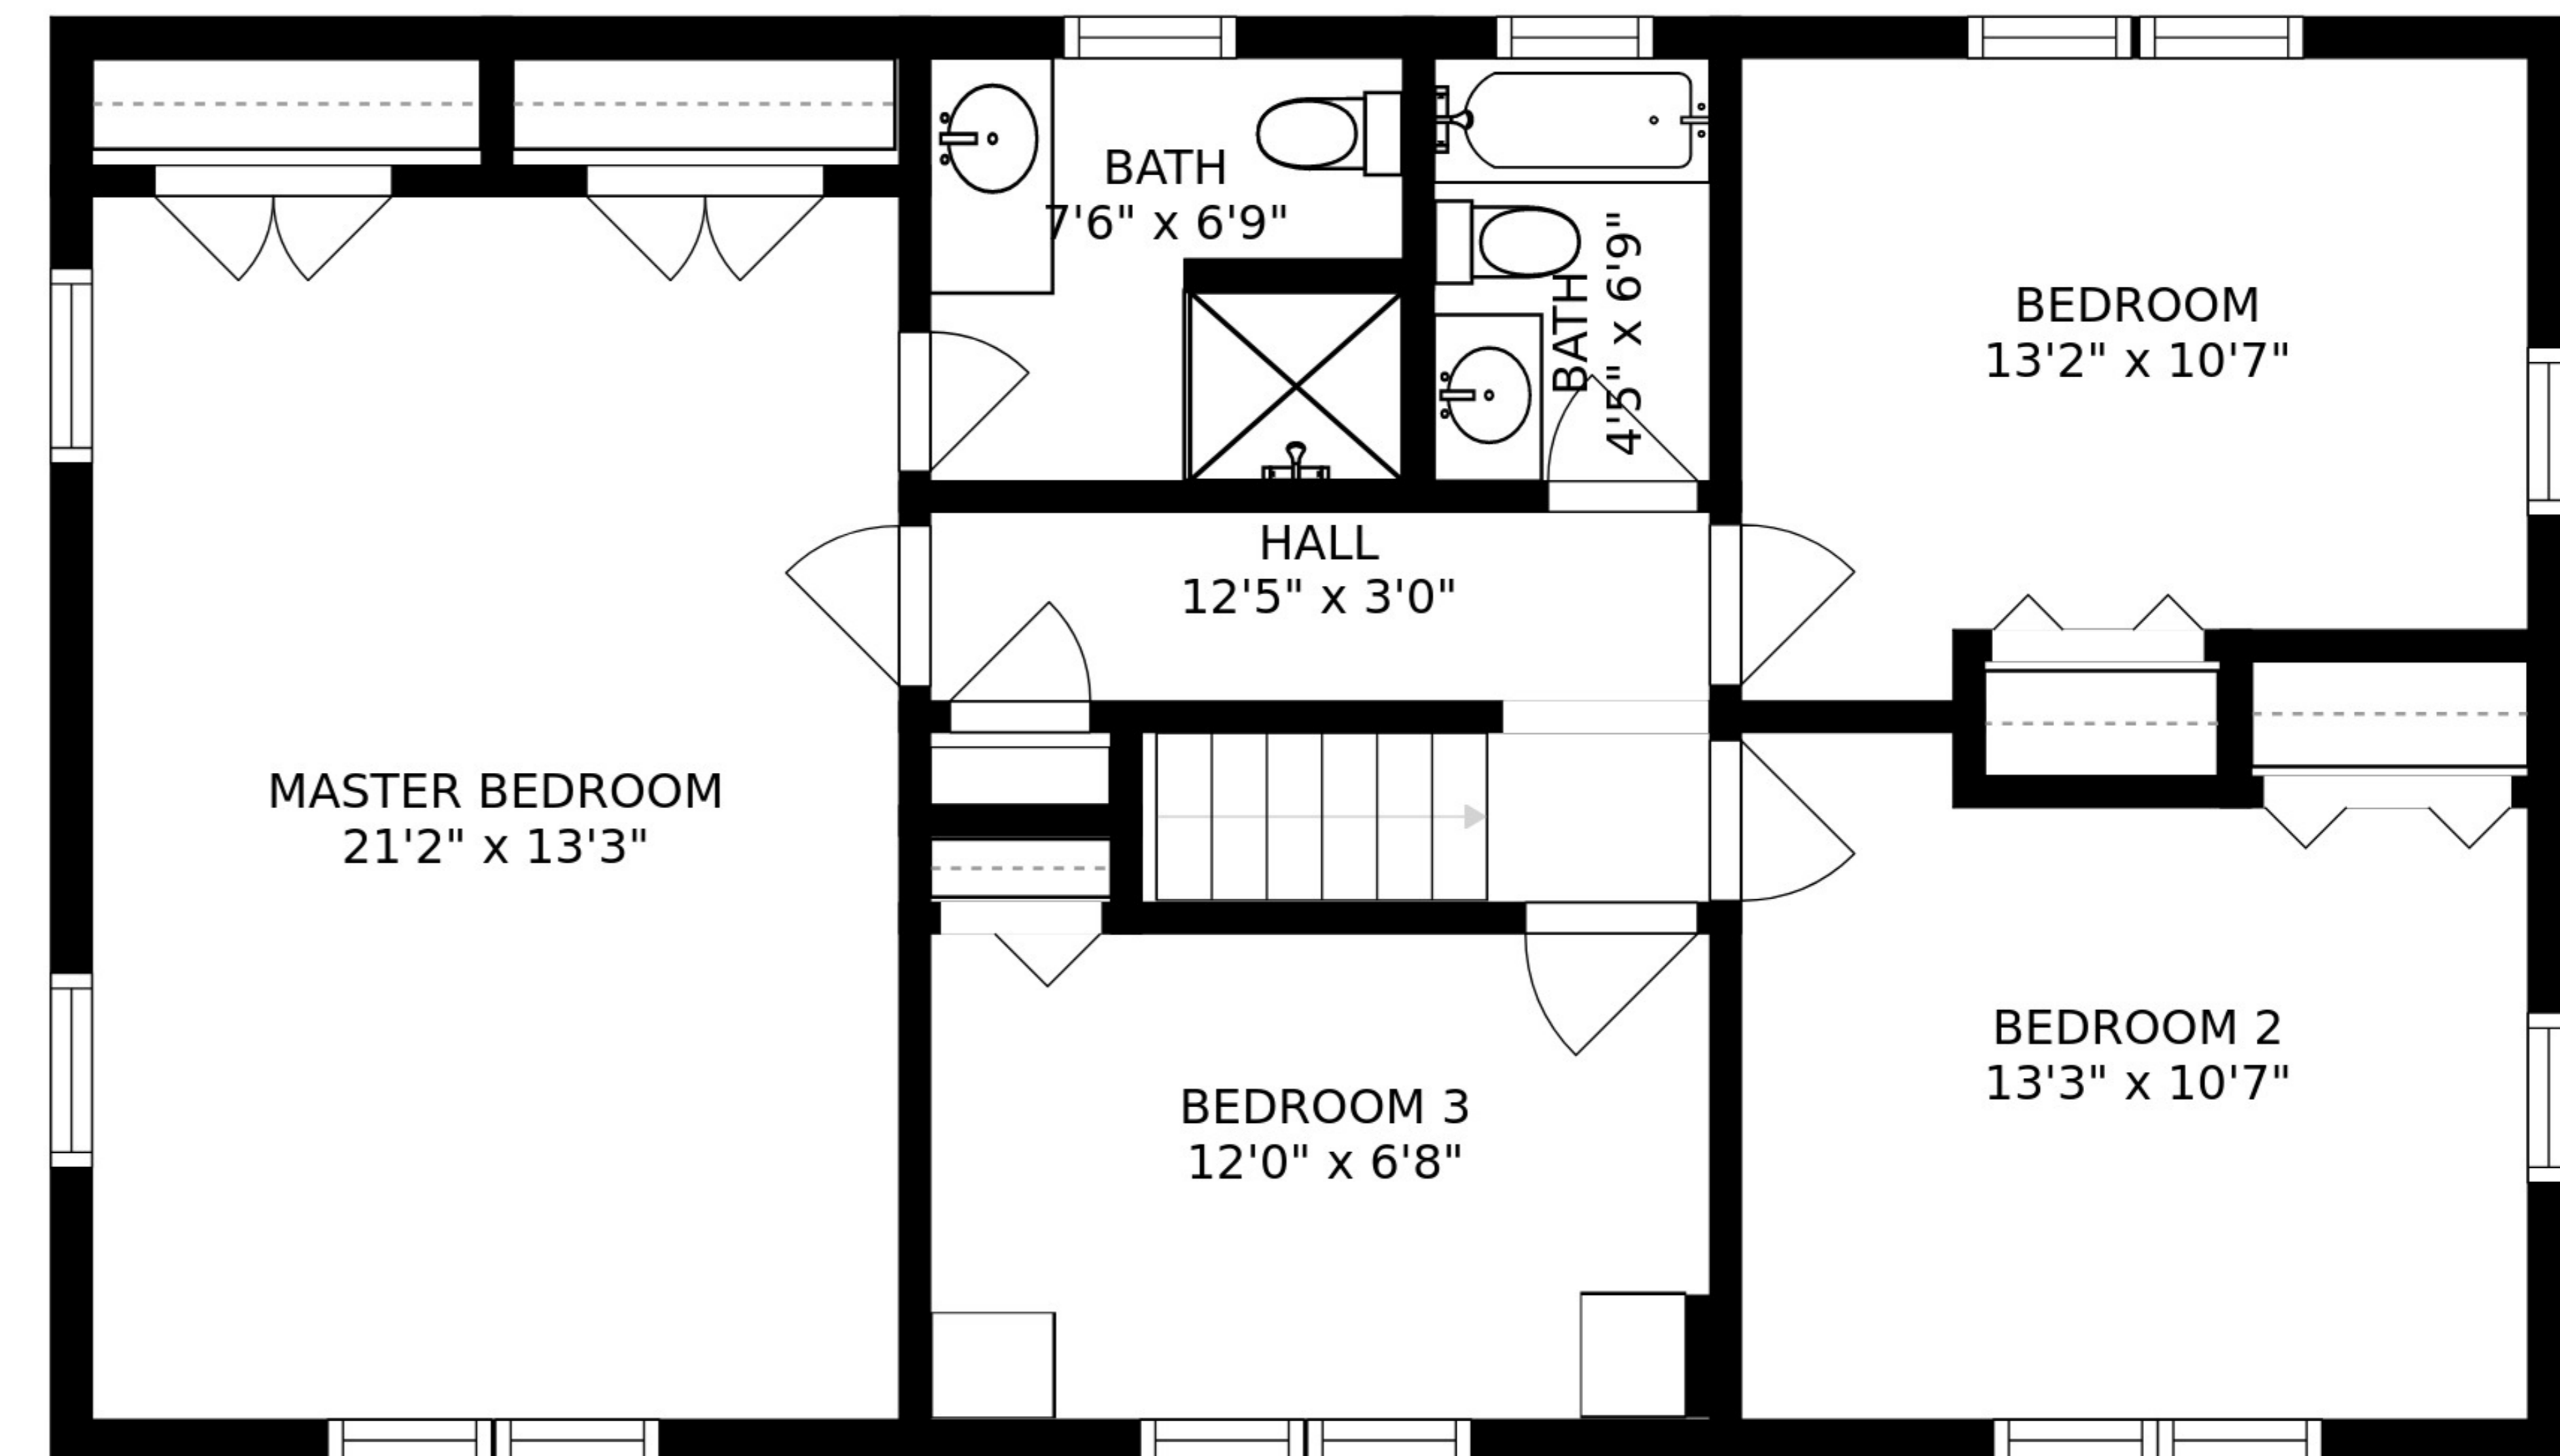 BATH
7'6" x 6'9"
BATH
4'5" x 6'9"
BEDROOM
13'2" x 10'7"
HALL
12'5" x 3'0"
MASTER BEDROOM
21'2" x 13'3"
BEDROOM 2
13'3" x 10'7"
BEDROOM 3
12'0" x 6'8"